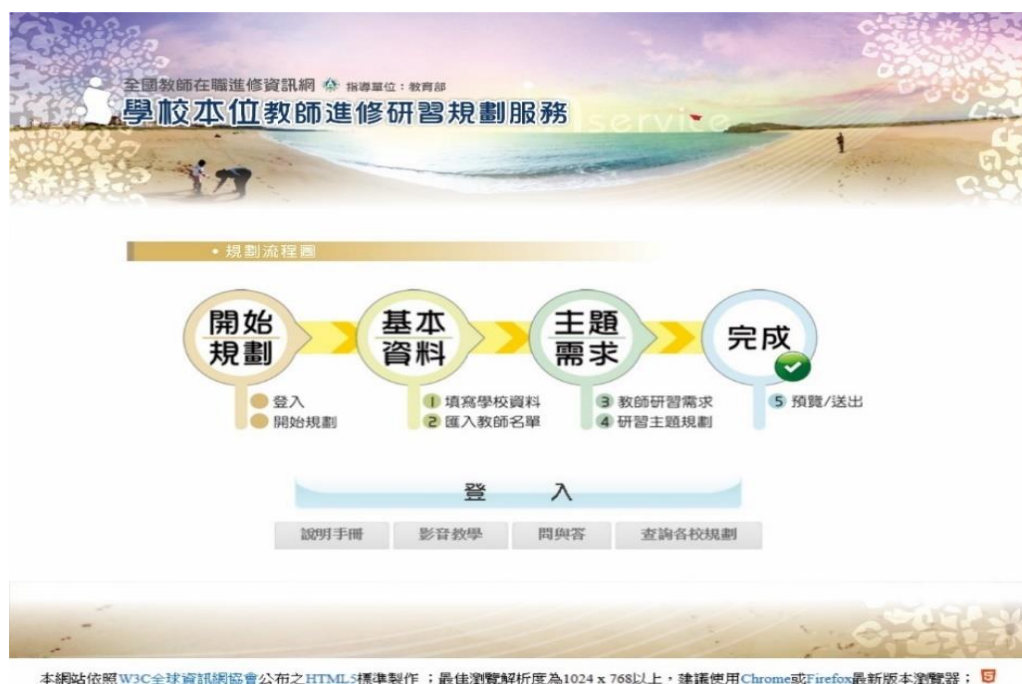 全國教師在職進修資訊網 指導單位：教育部
學校本位教師進修研習規劃服務
service
• 規劃流程圖
開始
規劃
基本
資料
主題
需求
完成
登入
開始規劃
1 填寫學校資料
2 匯入教師名單
3 教師研習需求
4 研習主題規劃
5 預覽/送出
登 入
說明手冊 影音教學 問與答 查詢各校規劃
本網站依照W3C全球資訊網協會公布之HTML5標準製作；最佳瀏覽解析度為1024 x 768以上，建議使用Chrome或Firefox最新版本瀏覽器； 5